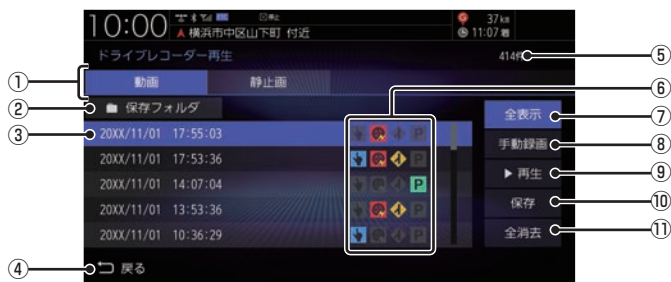 10:00
横浜市中区山下町 付近
37km
11:07着
ドライブレコーダー再生
414件
⑤
①
動画
静止画
⑥
②
保存フォルダ
全表示
⑦
③
20XX/11/01 17:55:03
手動録画
⑧
20XX/11/01 17:53:36
▶ 再生
⑨
20XX/11/01 14:07:04
P
保存
⑩
20XX/11/01 13:53:36
全消去
⑪
20XX/11/01 10:36:29
④
戻る